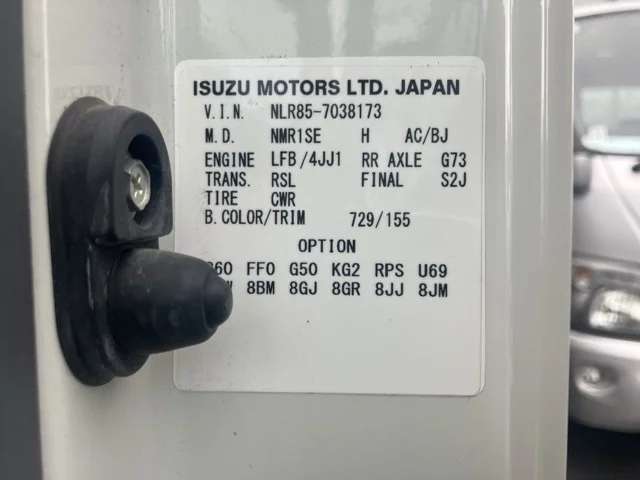 ISUZU MOTORS LTD. JAPAN
V.I.N. NLR85-7038173
M.D. NMR1SE H AC/BJ
ENGINE LFB/4JJ1 RR AXLE G73
TRANS. RSL FINAL S2J
TIRE CWR
B.COLOR/TRIM 729/155
OPTION
FF0 G50 KG2 RPS U69
8BM 8GJ 8GR 8JJ 8JM